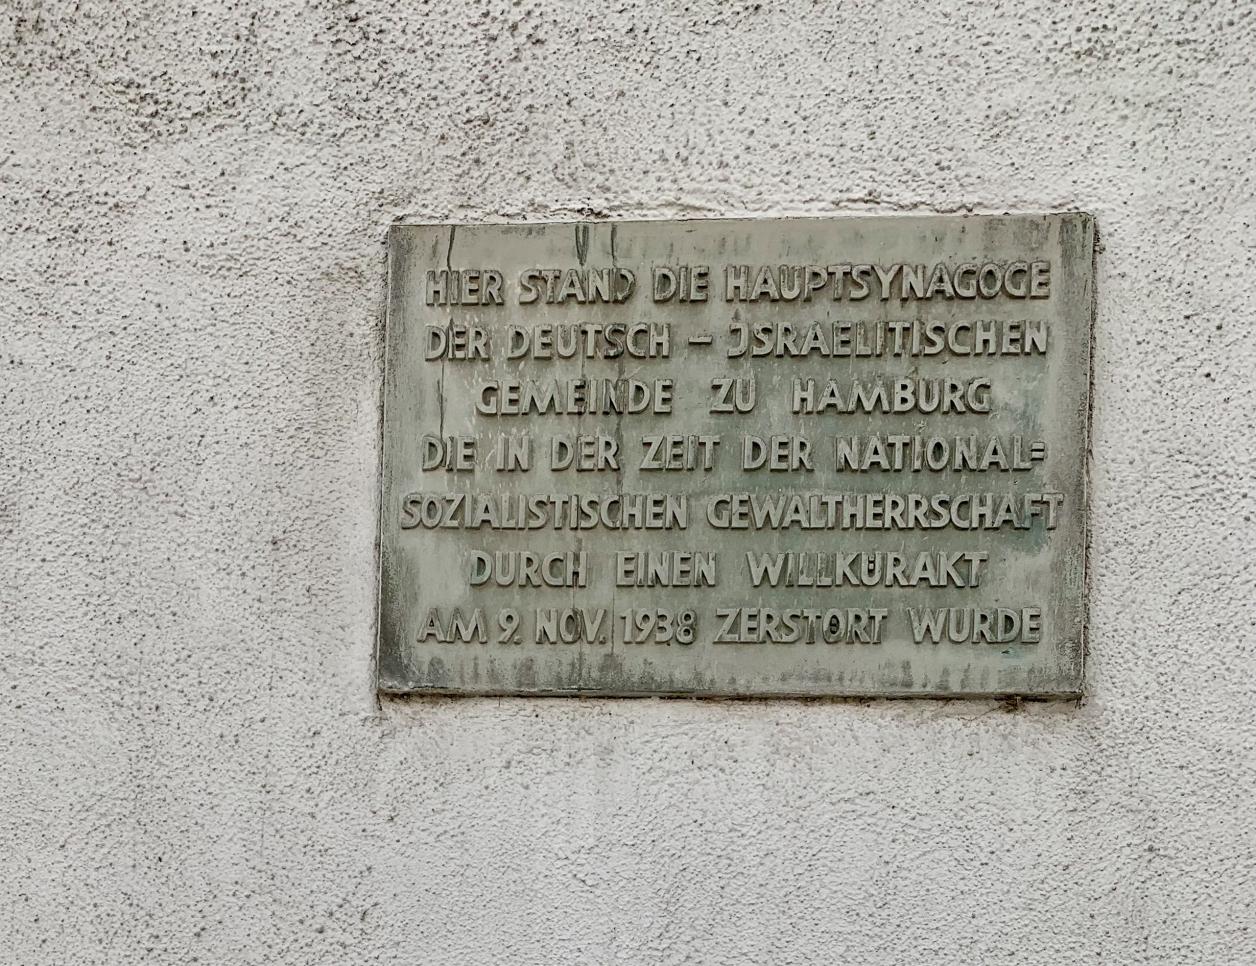 HIER STAND DIE HAUPTSYNAGOGE
DER DEUTSCH – JSRAELITISCHEN
GEMEINDE ZU HAMBURG
DIE IN DER ZEIT DER NATIONAL=
SOZIALISTISCHEN GEWALTHERRSCHAFT
DURCH EINEN WILLKÜRAKT
AM 9. NOV. 1938 ZERSTÖRT WURDE